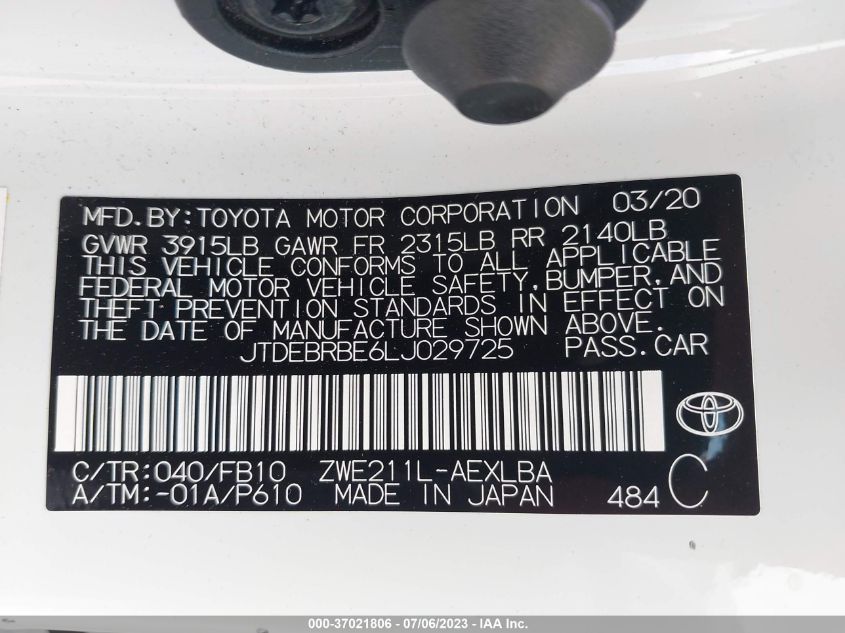 MFD.BY:TOYOTA MOTOR CORPORATION 03/20
GVWR 3915LB GAWR FR 2315LB RR 2140LB
THIS VEHICLE CONFORMS TO ALL APPLICABLE
FEDERAL MOTOR VEHICLE SAFETY,BUMPER,AND
THEFT PREVENTION STANDARDS IN EFFECT ON
THE DATE OF MANUFACTURE SHOWN ABOVE.
JTDEBRBE6LJ029725 PASS.CAR
C/TR:040/FB10 ZWE211L-AEXLBA
A/TM:-01A/P610 MADE IN JAPAN 484 C
000-37021806 - 07/06/2023 - IAA Inc.